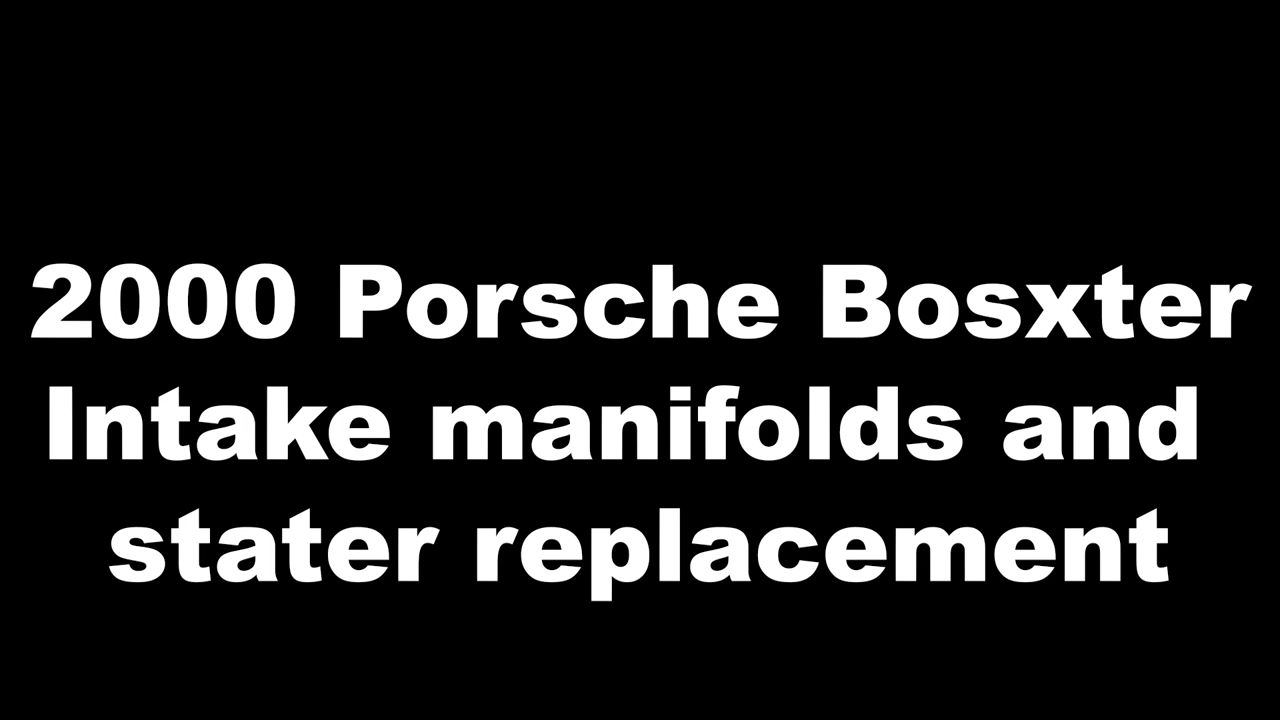 2000 Porsche Bosxter
Intake manifolds and
stater replacement